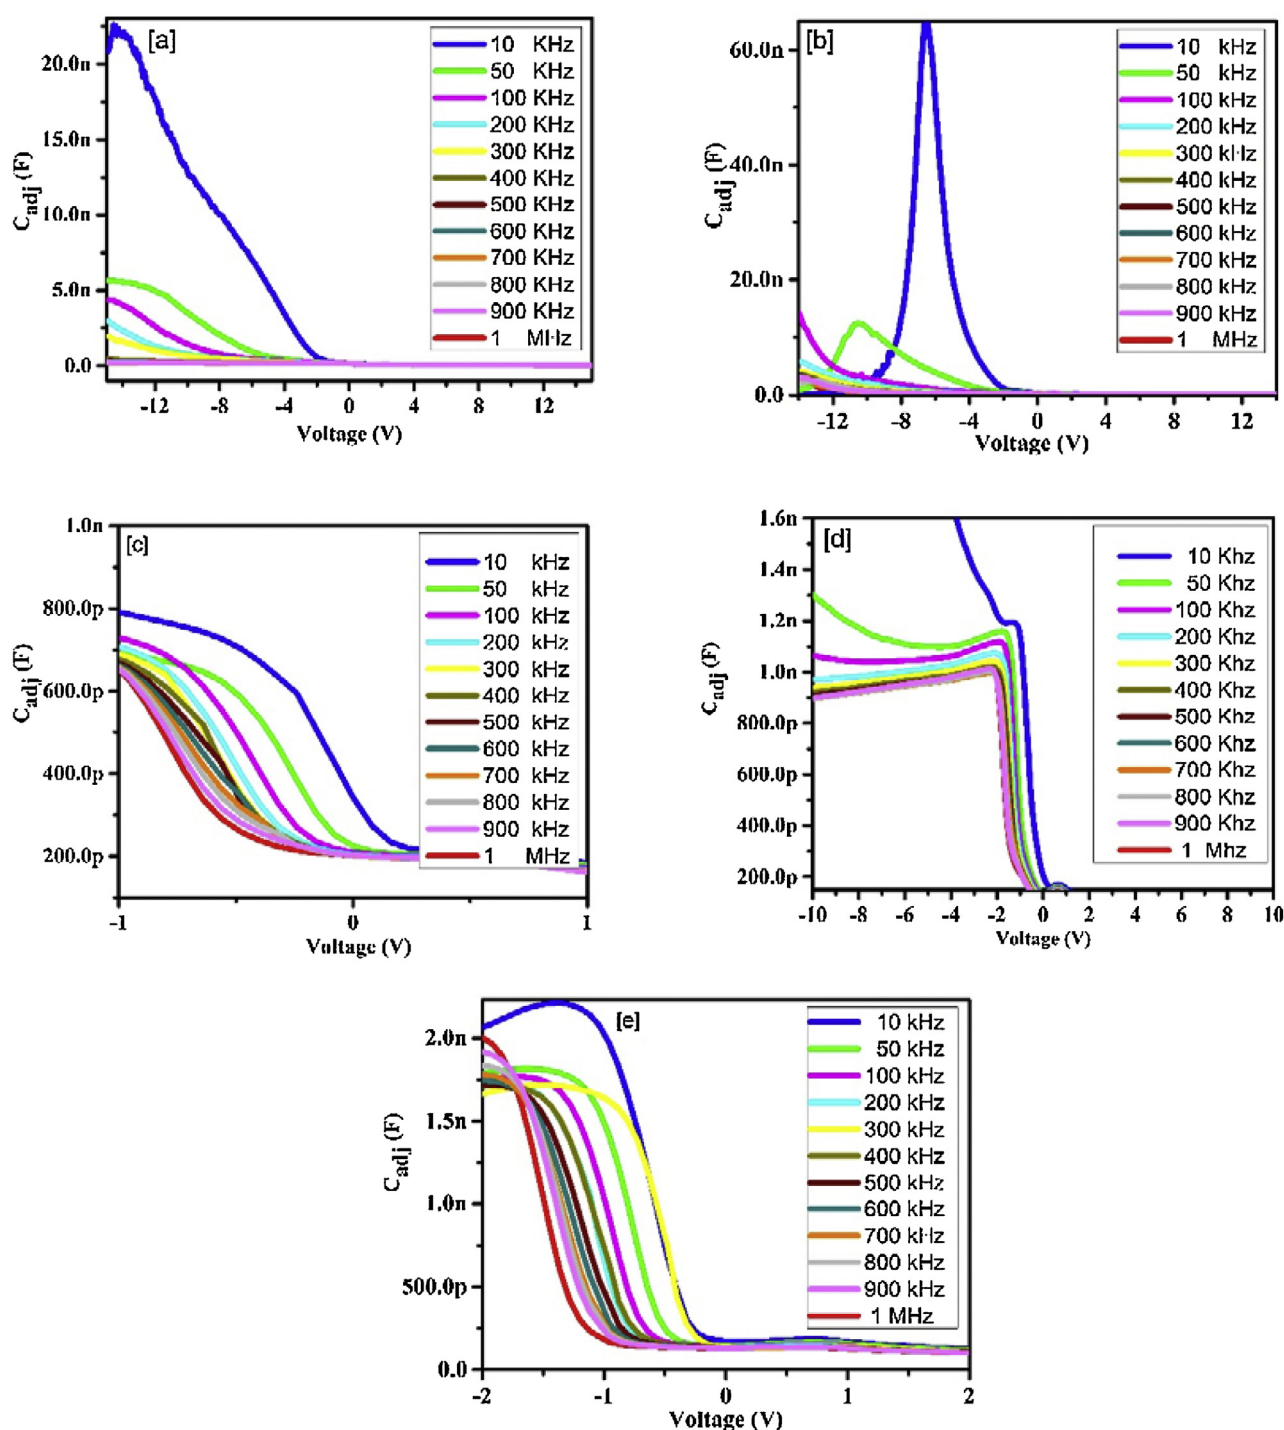 [a]
10 KHz
50 KHz
100 KHz
200 KHz
300 KHz
400 KHz
500 KHz
600 KHz
700 KHz
800 KHz
900 KHz
1 MHz
20.0n
15.0n
10.0n
5.0n
0.0
Cadj (F)
-12 -8 -4 0 4 8 12
Voltage (V)
[b]
10 kHz
50 kHz
100 kHz
200 kHz
300 kHz
400 kHz
500 kHz
600 kHz
700 kHz
800 kHz
900 kHz
1 MHz
60.0n
40.0n
20.0n
0.0
Cadj (F)
-12 -8 -4 0 4 8 12
Voltage (V)
[c]
10 kHz
50 kHz
100 kHz
200 kHz
300 kHz
400 kHz
500 kHz
600 kHz
700 kHz
800 kHz
900 kHz
1 MHz
1.0n
800.0p
600.0p
400.0p
200.0p
Cadj (F)
-1 0 1
Voltage (V)
[d]
10 Khz
50 Khz
100 Khz
200 Khz
300 Khz
400 Khz
500 Khz
600 Khz
700 Khz
800 Khz
900 Khz
1 Mhz
1.6n
1.4n
1.2n
1.0n
800.0p
600.0p
400.0p
200.0p
Cadj (F)
-10 -8 -6 -4 -2 0 2 4 6 8 10
Voltage (V)
[e]
10 kHz
50 kHz
100 kHz
200 kHz
300 kHz
400 kHz
500 kHz
600 kHz
700 kHz
800 kHz
900 kHz
1 MHz
2.0n
1.5n
1.0n
500.0p
0.0
Cadj (F)
-2 -1 0 1 2
Voltage (V)